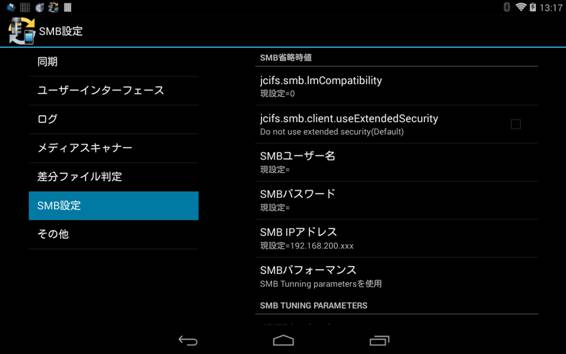 13:17
SMB設定
同期
ユーザーインターフェース
ログ
メディアスキャナー
差分ファイル判定
SMB設定
その他
SMB省略時値
jcifs.smb.lmCompatibility
現設定=0
jcifs.smb.client.useExtendedSecurity
Do not use extended security(Default)
SMBユーザー名
現設定=
SMBパスワード
現設定=
SMB IPアドレス
現設定=192.168.200.xxx
SMBパフォーマンス
SMB Tunning parametersを使用
SMB TUNING PARAMETERS